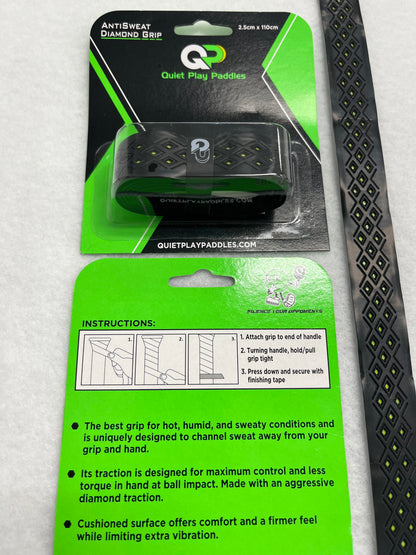 AntiSweat
Diamond Grip
2.5cm x 110cm
QP
Quiet Play Paddles
QUIETPLAYPADDLES.COM
QUIETPLAYPADDLES.COM
SILENCE YOUR OPPONENTS
INSTRUCTIONS:
1.
2.
3.
1. Attach grip to end of handle
2. Turning handle, hold/pull
grip tight
3. Press down and secure with
finishing tape
The best grip for hot, humid, and sweaty conditions and
is uniquely designed to channel sweat away from your
grip and hand.
Its traction is designed for maximum control and less
torque in hand at ball impact. Made with an aggressive
diamond traction.
Cushioned surface offers comfort and a firmer feel
while limiting extra vibration.